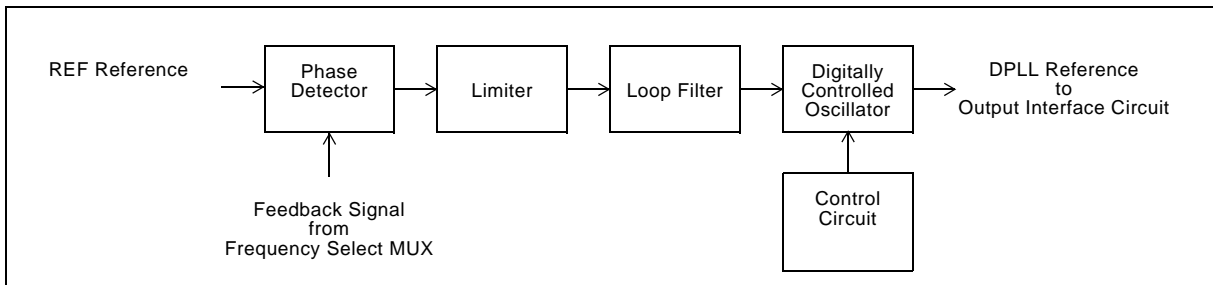 REF Reference
Phase
Detector
Limiter
Loop Filter
Digitally
Controlled
Oscillator
DPLL Reference
to
Output Interface Circuit
Feedback Signal
from
Frequency Select MUX
Control
Circuit